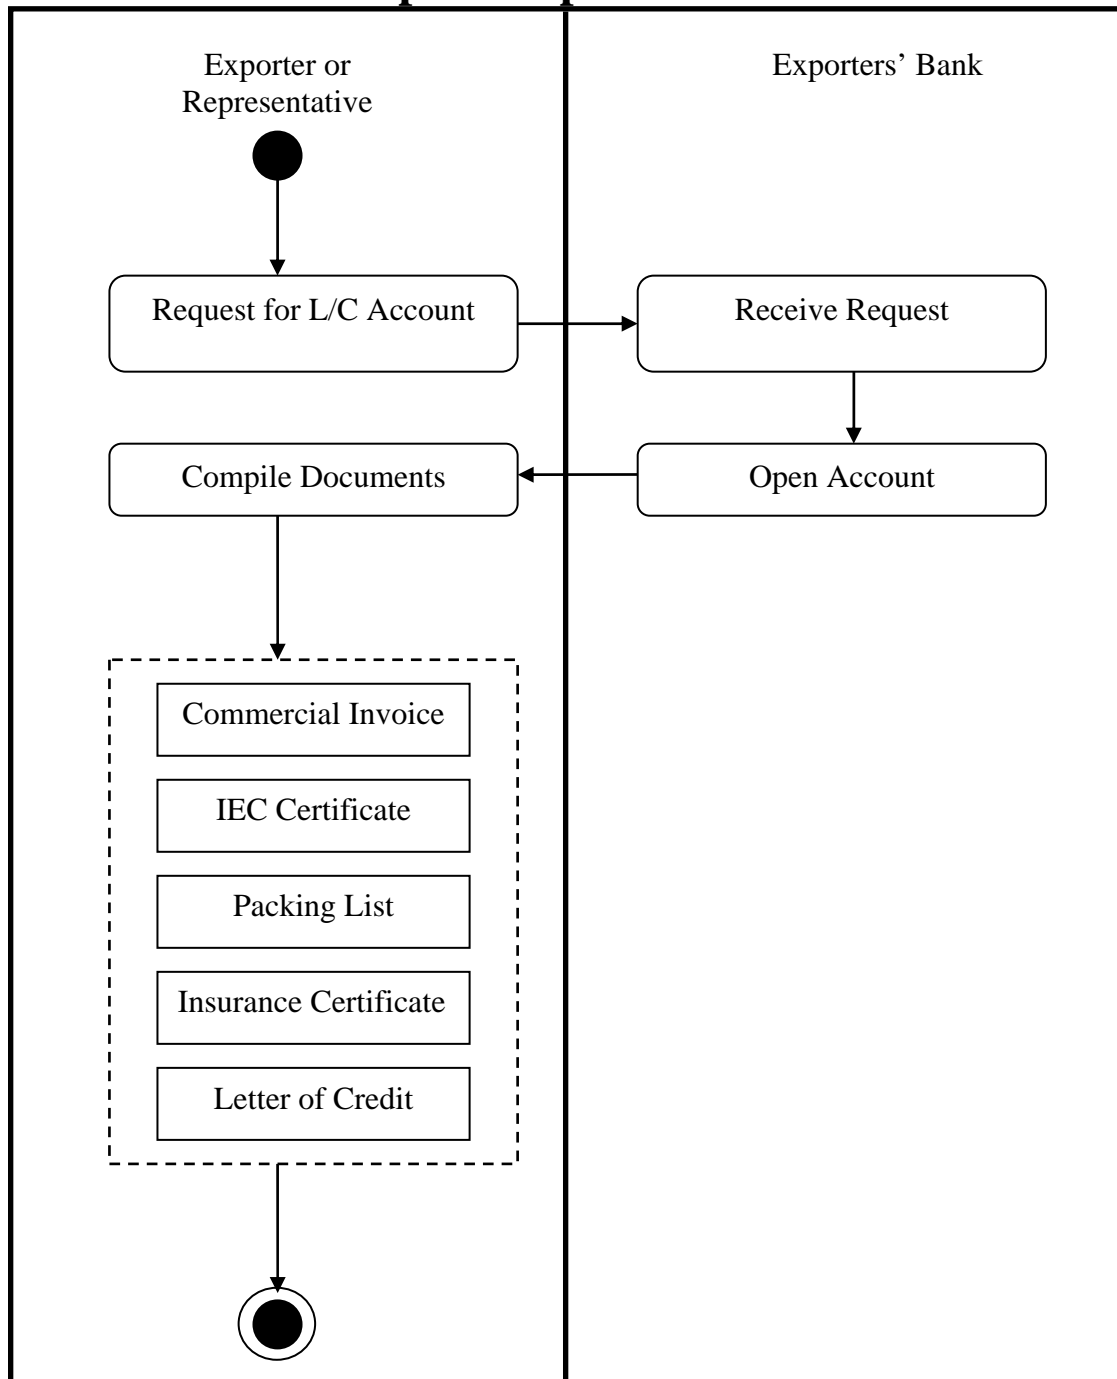 Exporter or
Representative
Exporters’ Bank
Request for L/C Account
Receive Request
Compile Documents
Open Account
Commercial Invoice
IEC Certificate
Packing List
Insurance Certificate
Letter of Credit